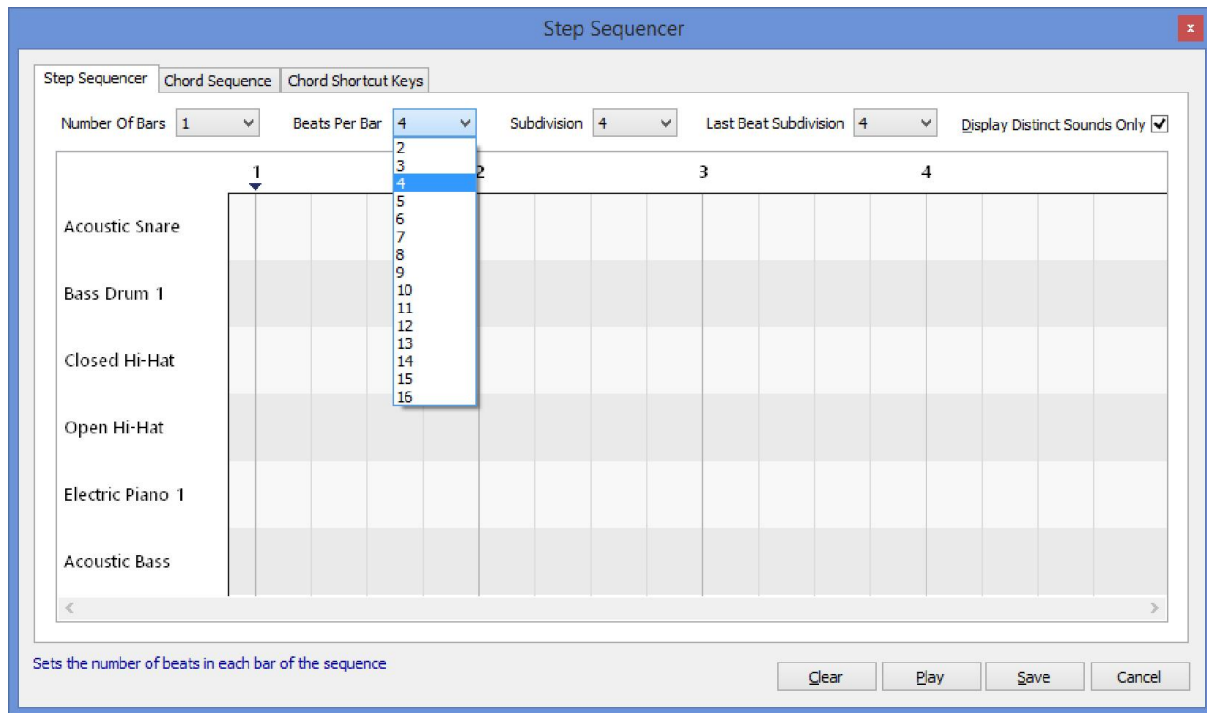 Step Sequencer
x
Step Sequencer Chord Sequence Chord Shortcut Keys
Number Of Bars 1 Beats Per Bar 4 Subdivision 4 Last Beat Subdivision 4 Display Distinct Sounds Only
2
3
4
5
6
7
8
9
10
11
12
13
14
15
16
1 2 3 4
Acoustic Snare
Bass Drum 1
Closed Hi-Hat
Open Hi-Hat
Electric Piano 1
Acoustic Bass
Sets the number of beats in each bar of the sequence
Clear Play Save Cancel